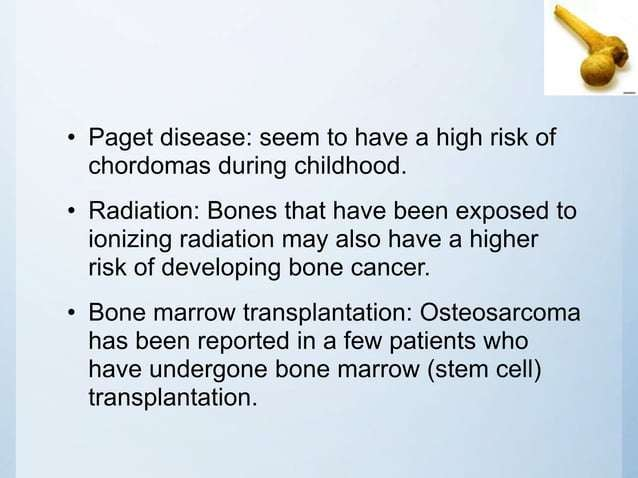 • Paget disease: seem to have a high risk of
chordomas during childhood.
• Radiation: Bones that have been exposed to
ionizing radiation may also have a higher
risk of developing bone cancer.
• Bone marrow transplantation: Osteosarcoma
has been reported in a few patients who
have undergone bone marrow (stem cell)
transplantation.